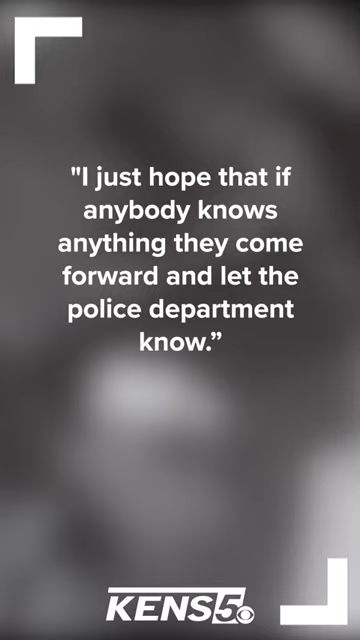 "I just hope that if
anybody knows
anything they come
forward and let the
police department
know.”
KENS5